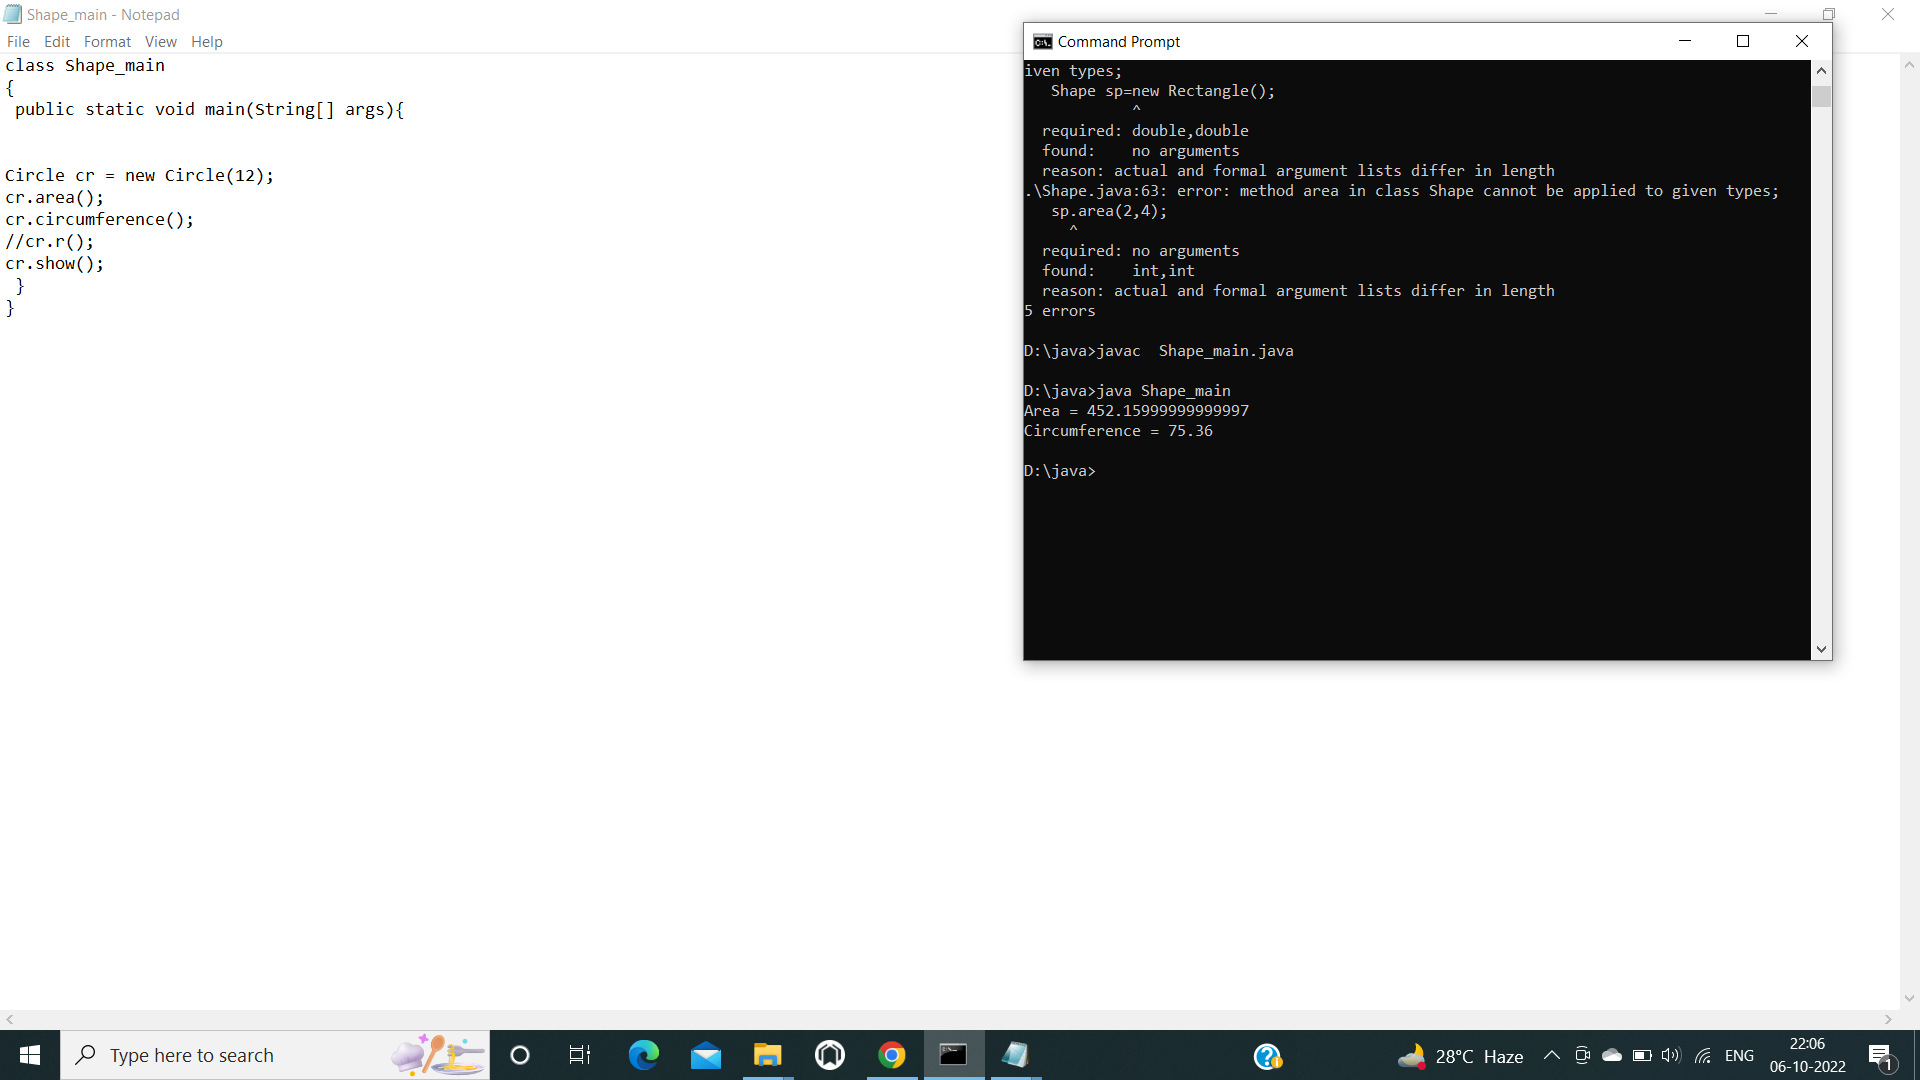 Shape_main - Notepad
File Edit Format View Help
class Shape_main
{
 public static void main(String[] args){
Circle cr = new Circle(12);
cr.area();
cr.circumference();
//cr.r();
cr.show();
 }
}
Command Prompt
iven types;
   Shape sp=new Rectangle();
            ^
  required: double,double
  found:    no arguments
  reason: actual and formal argument lists differ in length
.\Shape.java:63: error: method area in class Shape cannot be applied to given types;
   sp.area(2,4);
     ^
  required: no arguments
  found:    int,int
  reason: actual and formal argument lists differ in length
5 errors
D:\java>javac  Shape_main.java
D:\java>java Shape_main
Area = 452.15999999999997
Circumference = 75.36
D:\java>
Type here to search
28°C Haze
ENG
22:06
06-10-2022
1